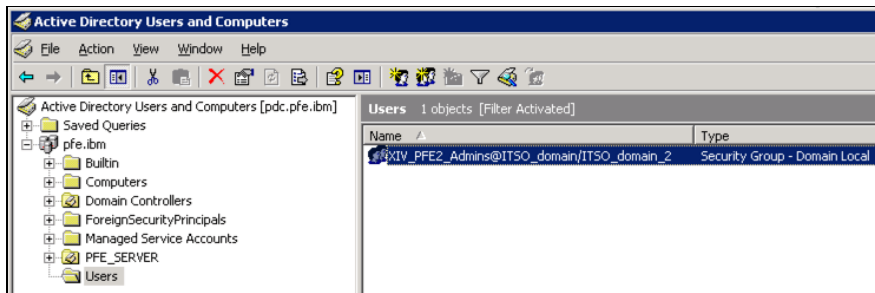 Active Directory Users and Computers
File Action View Window Help
Active Directory Users and Computers [pdc.pfe.ibm]
Saved Queries
pfe.ibm
Builtin
Computers
Domain Controllers
ForeignSecurityPrincipals
Managed Service Accounts
PFE_SERVER
Users
Users 1 objects [Filter Activated]
Name Type
XIV_PFE2_Admins@ITSO_domain/ITSO_domain_2 Security Group - Domain Local